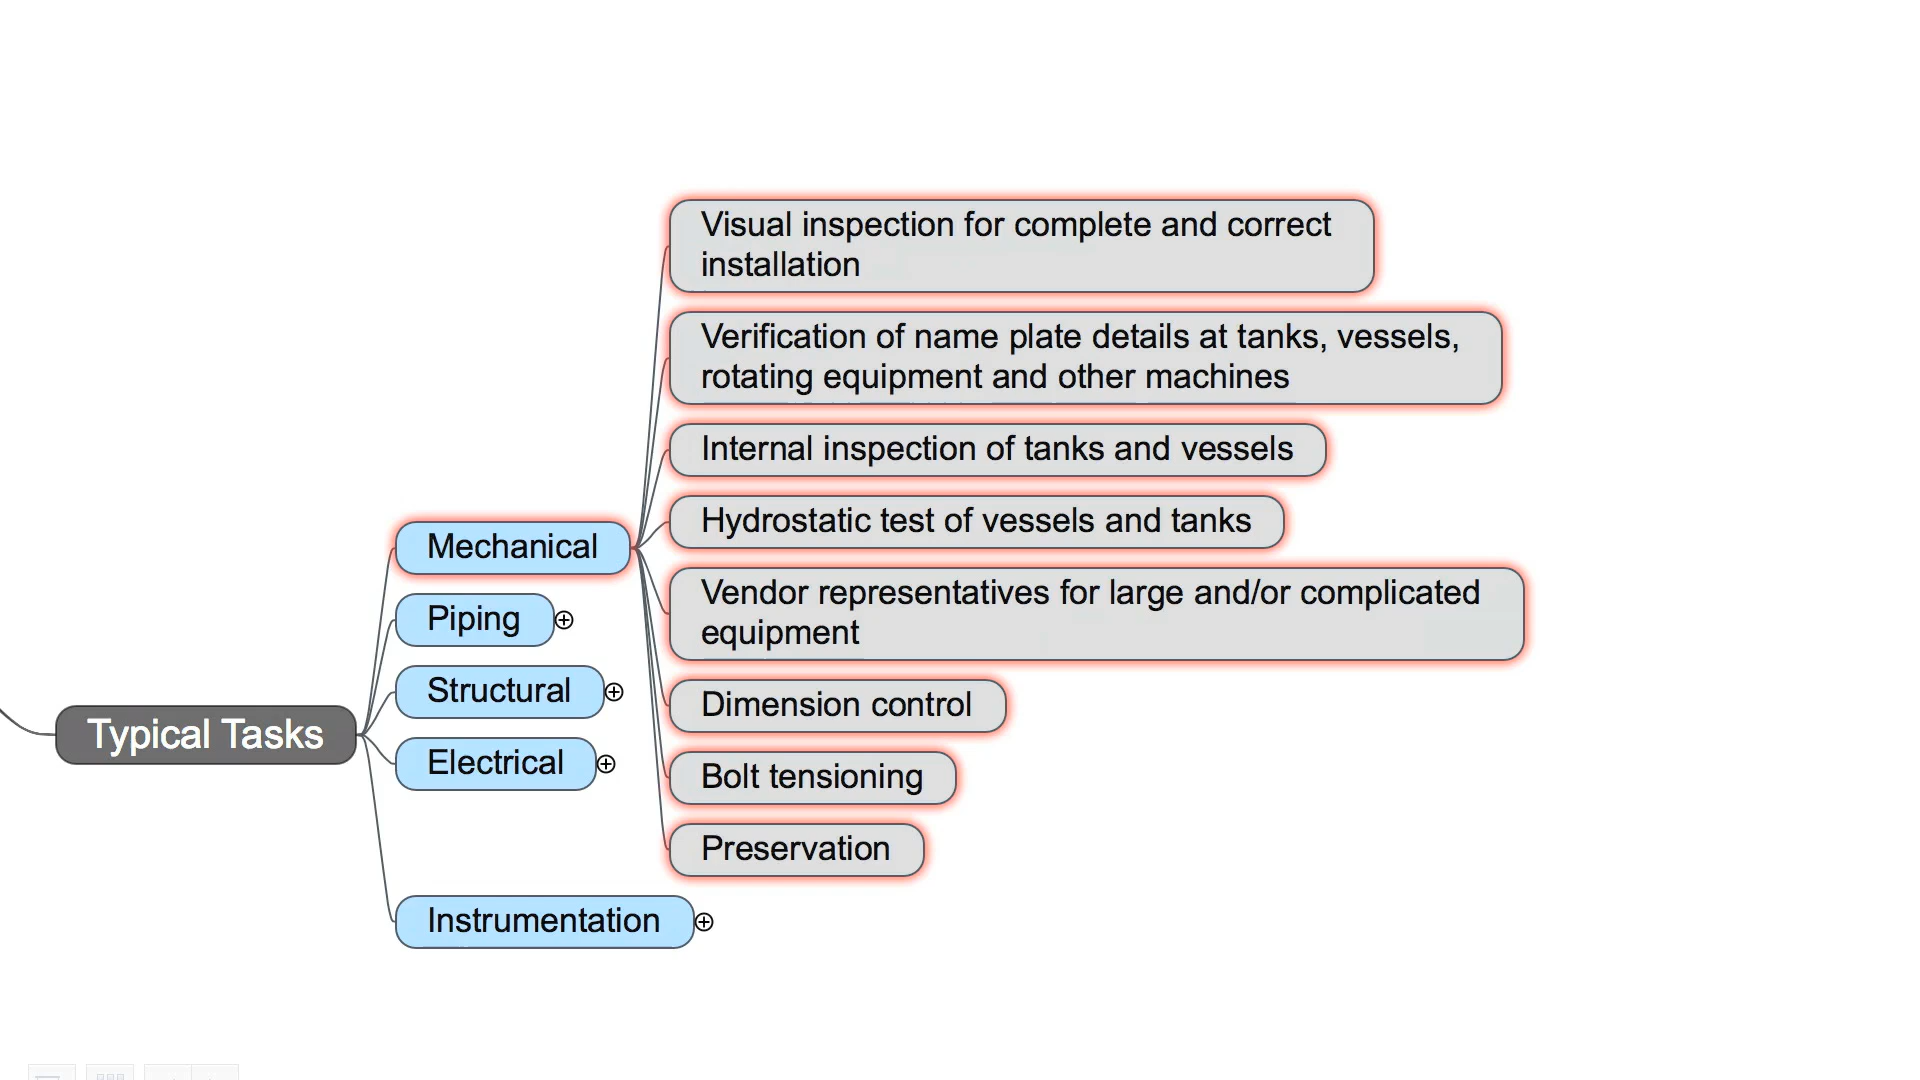 Typical Tasks
Mechanical
Visual inspection for complete and correct
installation
Verification of name plate details at tanks, vessels,
rotating equipment and other machines
Internal inspection of tanks and vessels
Hydrostatic test of vessels and tanks
Vendor representatives for large and/or complicated
equipment
Dimension control
Bolt tensioning
Preservation
Piping
Structural
Electrical
Instrumentation